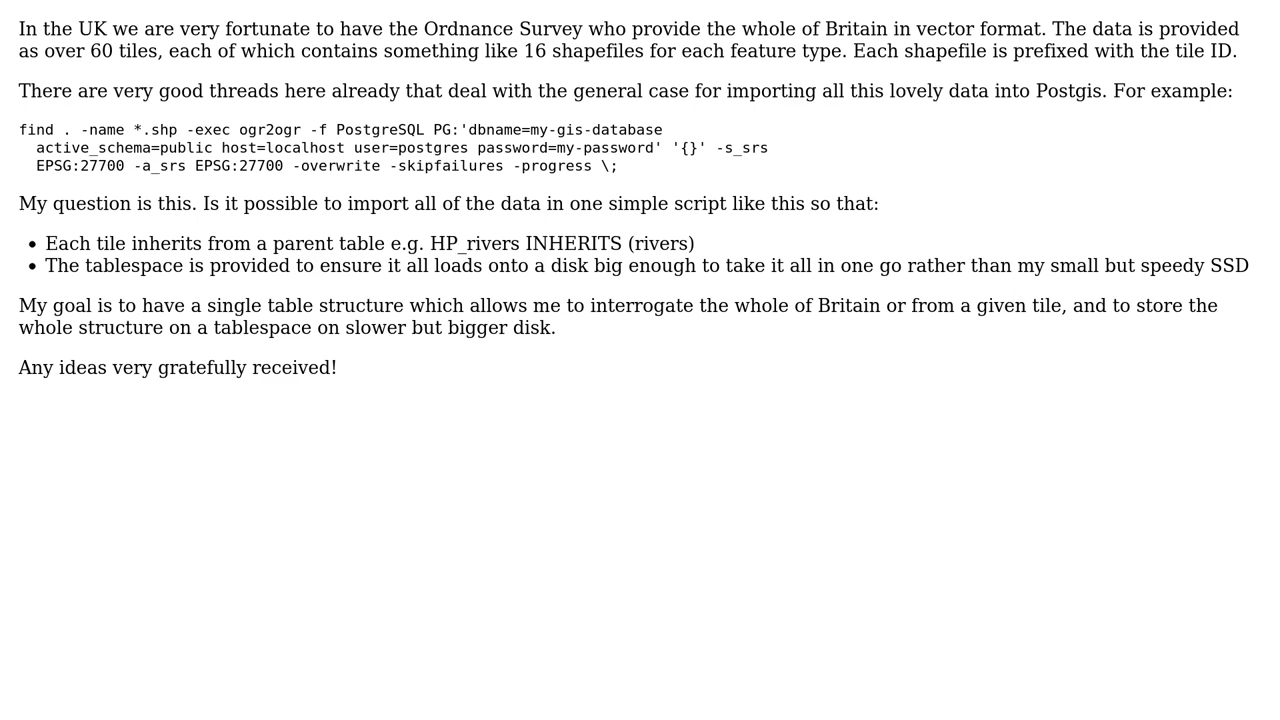 In the UK we are very fortunate to have the Ordnance Survey who provide the whole of Britain in vector format. The data is provided
as over 60 tiles, each of which contains something like 16 shapefiles for each feature type. Each shapefile is prefixed with the tile ID.
There are very good threads here already that deal with the general case for importing all this lovely data into Postgis. For example:
find . -name *.shp -exec ogr2ogr -f PostgreSQL PG:'dbname=my-gis-database
  active_schema=public host=localhost user=postgres password=my-password' '{}' -s_srs
  EPSG:27700 -a_srs EPSG:27700 -overwrite -skipfailures -progress \;
My question is this. Is it possible to import all of the data in one simple script like this so that:
• Each tile inherits from a parent table e.g. HP_rivers INHERITS (rivers)
• The tablespace is provided to ensure it all loads onto a disk big enough to take it all in one go rather than my small but speedy SSD
My goal is to have a single table structure which allows me to interrogate the whole of Britain or from a given tile, and to store the
whole structure on a tablespace on slower but bigger disk.
Any ideas very gratefully received!